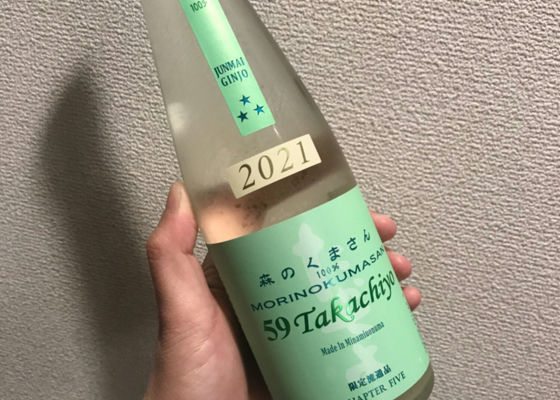 100%
JUNMAI
GINJO
2021
森のくまさん
100%
MORINOKUMASAN
59 Takachiyo
Made In Minamiuonuma
限定流通品
CHAPTER FIVE